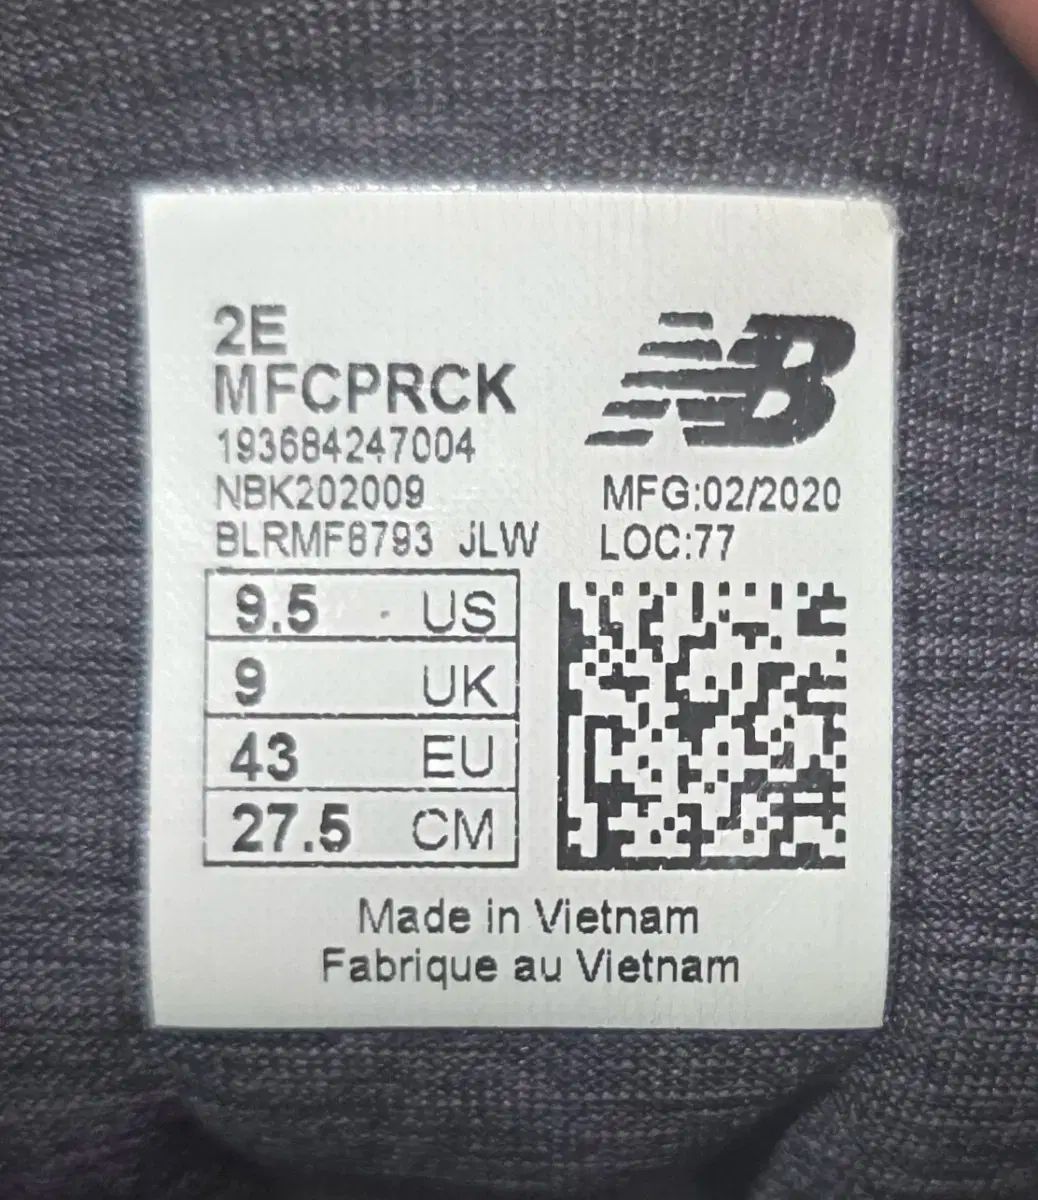 2E
MFCPRCK
193684247004
NBK202009
BLRMF8793 JLW
NB
MFG:02/2020
LOC:77
9.5 US
9 UK
43 EU
27.5 CM
Made in Vietnam
Fabrique au Vietnam